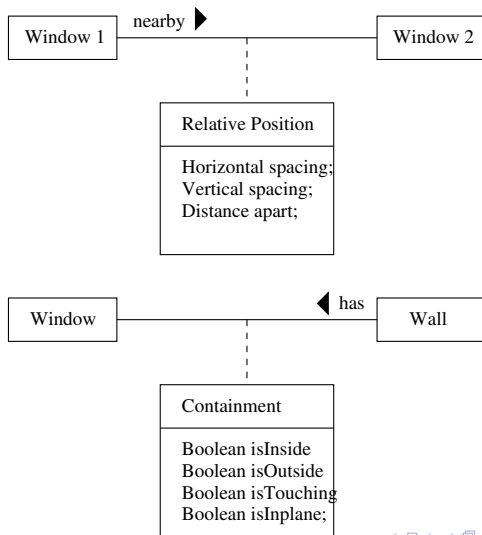 nearby
Window 1
Window 2
Relative Position
Horizontal spacing;
Vertical spacing;
Distance apart;
has
Window
Wall
Containment
Boolean isInside
Boolean isOutside
Boolean isTouching
Boolean isInplane;